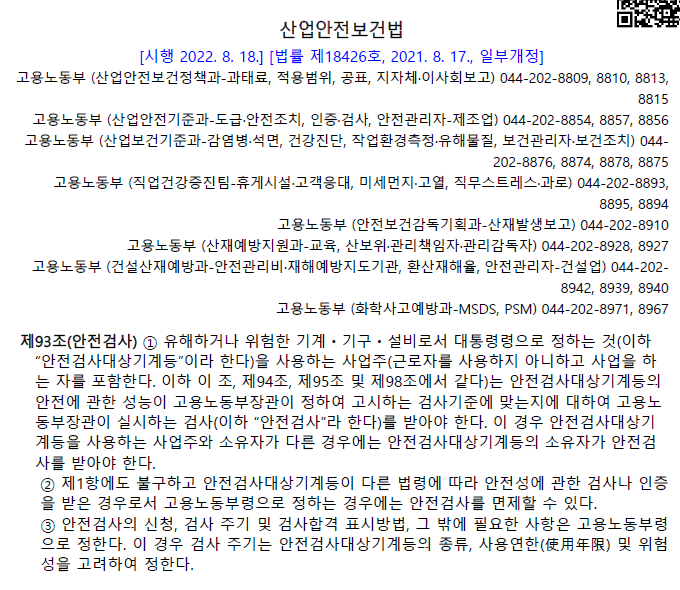 산업안전보건법
[시행 2022. 8. 18.] [법률 제18426호, 2021. 8. 17., 일부개정]
고용노동부 (산업안전보건정책과-과태료, 적용범위, 공표, 지자체·이사회보고) 044-202-8809, 8810, 8813,
8815
고용노동부 (산업안전기준과-도급·안전조치, 인증·검사, 안전관리자-제조업) 044-202-8854, 8857, 8856
고용노동부 (산업보건기준과-감염병·석면, 건강진단, 작업환경측정·유해물질, 보건관리자·보건조치) 044-
202-8876, 8874, 8878, 8875
고용노동부 (직업건강증진팀-휴게시설·고객응대, 미세먼지·고열, 직무스트레스·과로) 044-202-8893,
8895, 8894
고용노동부 (안전보건감독기획과-산재발생보고) 044-202-8910
고용노동부 (산재예방지원과-교육, 산보위·관리책임자·관리감독자) 044-202-8928, 8927
고용노동부 (건설산재예방과-안전관리비·재해예방지도기관, 환산재해율, 안전관리자-건설업) 044-202-
8942, 8939, 8940
고용노동부 (화학사고예방과-MSDS, PSM) 044-202-8971, 8967
제93조(안전검사) ① 유해하거나 위험한 기계ㆍ기구ㆍ설비로서 대통령령으로 정하는 것(이하
“안전검사대상기계등”이라 한다)을 사용하는 사업주(근로자를 사용하지 아니하고 사업을 하
는 자를 포함한다. 이하 이 조, 제94조, 제95조 및 제98조에서 같다)는 안전검사대상기계등의
안전에 관한 성능이 고용노동부장관이 정하여 고시하는 검사기준에 맞는지에 대하여 고용노
동부장관이 실시하는 검사(이하 “안전검사”라 한다)를 받아야 한다. 이 경우 안전검사대상기
계등을 사용하는 사업주와 소유자가 다른 경우에는 안전검사대상기계등의 소유자가 안전검
사를 받아야 한다.
② 제1항에도 불구하고 안전검사대상기계등이 다른 법령에 따라 안전성에 관한 검사나 인증
을 받은 경우로서 고용노동부령으로 정하는 경우에는 안전검사를 면제할 수 있다.
③ 안전검사의 신청, 검사 주기 및 검사합격 표시방법, 그 밖에 필요한 사항은 고용노동부령
으로 정한다. 이 경우 검사 주기는 안전검사대상기계등의 종류, 사용연한(使用年限) 및 위험
성을 고려하여 정한다.